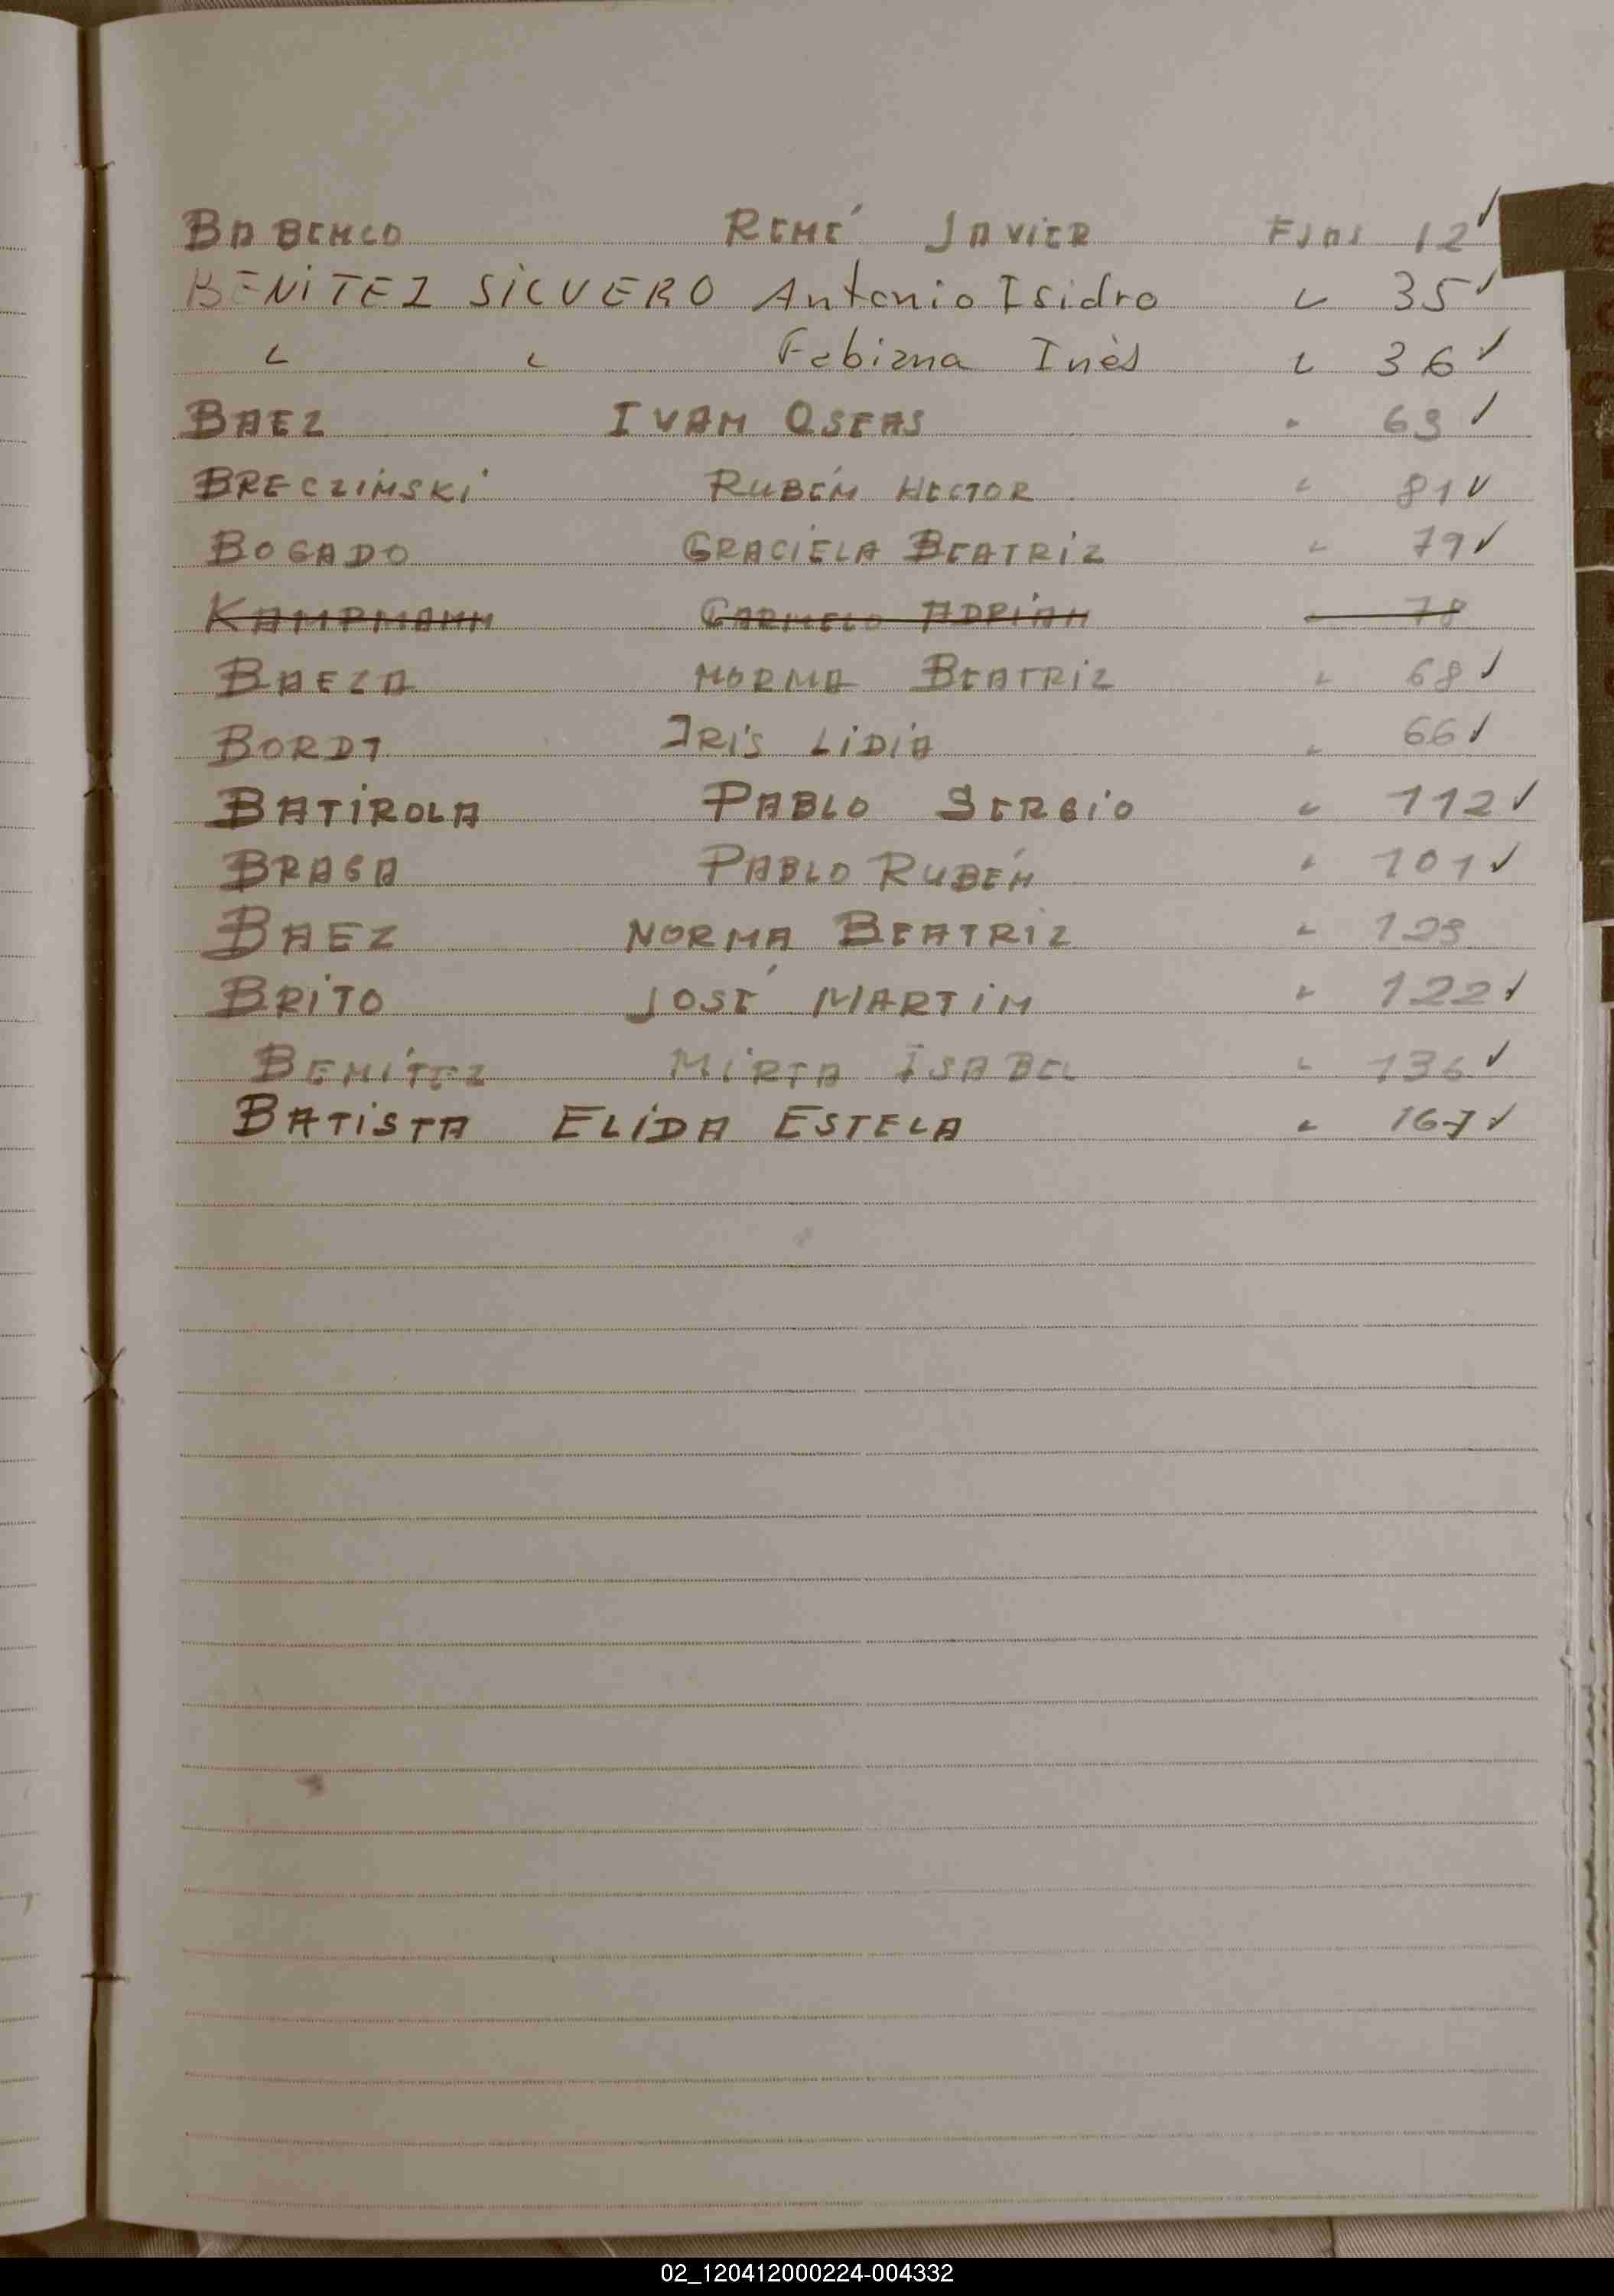 BABENCO RENÉ JAVIER FJAS 12 ✓
BENITEZ SILVERO Antonio Isidro " 35 ✓
" " Fabiana Inés " 36 ✓
BAEZ IVAN OSEAS " 63 ✓
BRECZINSKI RUBÉN HECTOR " 81 ✓
BOGADO GRACIELA BEATRIZ " 79 ✓
KAMPMANN CARMELO ADRIAN 78
BAEZA NORMA BEATRIZ " 68 ✓
BORDT IRIS LIDIA " 66 ✓
BATIROLA PABLO SERGIO " 112 ✓
BRAGA PABLO RUBÉN " 101 ✓
BAEZ NORMA BEATRIZ " 123
BRITO JOSÉ MARTIN " 122 ✓
BENÍTEZ MIRTA ISABEL " 136 ✓
BATISTA ELIDA ESTELA " 167 ✓
02_120412000224-004332